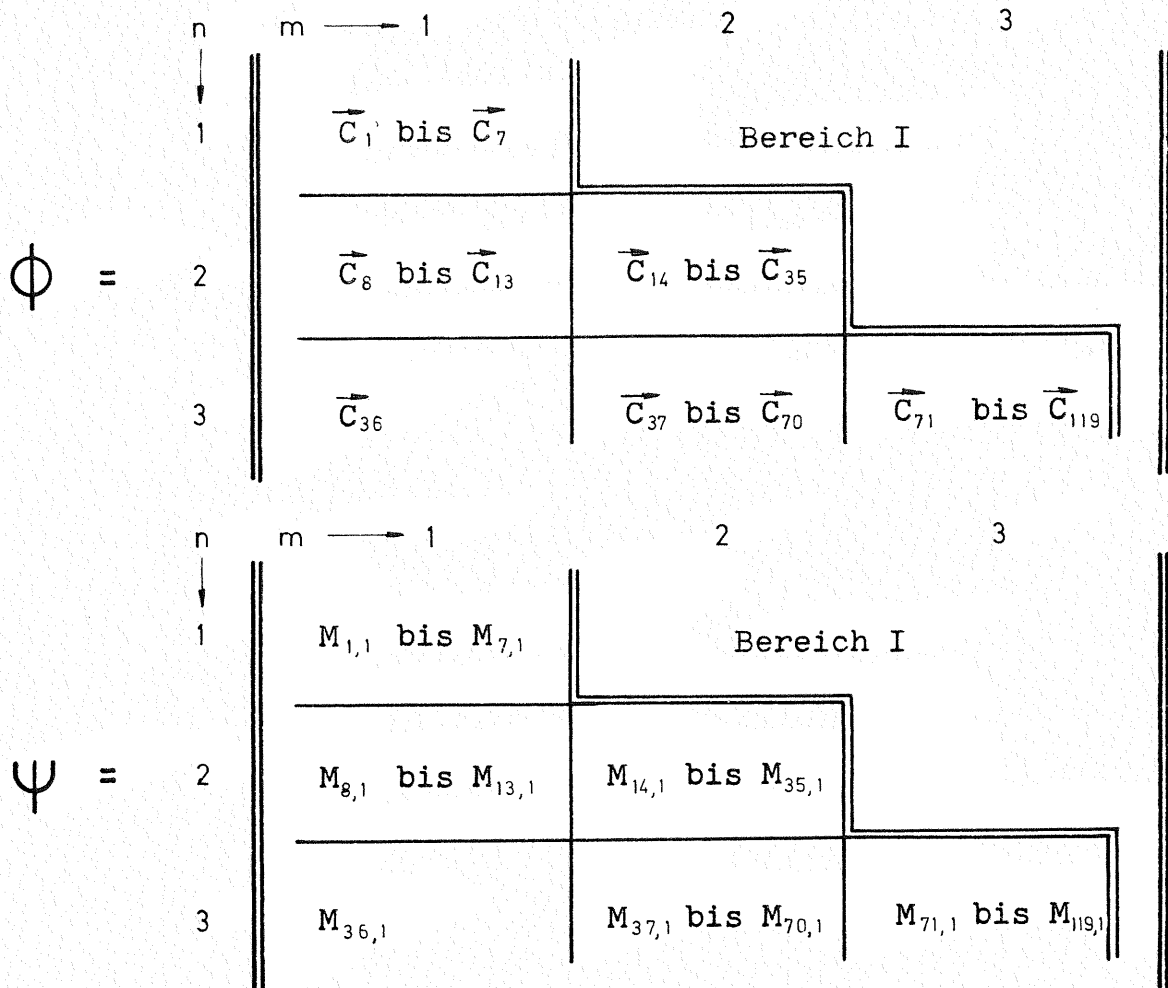 n m ⟶ 1 2 3
1 C⃗₁ bis C⃗₇ Bereich I
Φ = 2 C⃗₈ bis C⃗₁₃ C⃗₁₄ bis C⃗₃₅
3 C⃗₃₆ C⃗₃₇ bis C⃗₇₀ C⃗₇₁ bis C⃗₁₁₉
n m ⟶ 1 2 3
1 M₁,₁ bis M₇,₁ Bereich I
Ψ = 2 M₈,₁ bis M₁₃,₁ M₁₄,₁ bis M₃₅,₁
3 M₃₆,₁ M₃₇,₁ bis M₇₀,₁ M₇₁,₁ bis M₁₁₉,₁